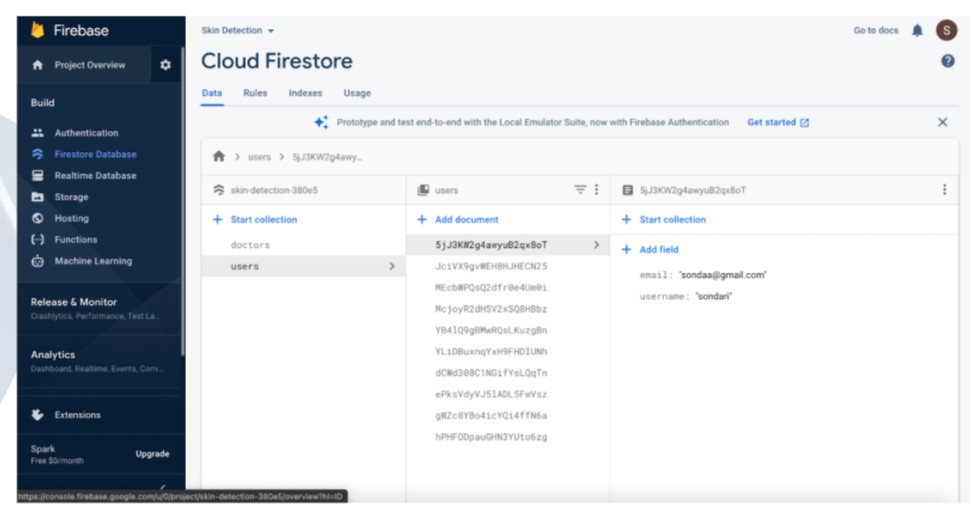 Firebase
Project Overview
Build
Authentication
Firestore Database
Realtime Database
Storage
Hosting
Functions
Machine Learning
Release & Monitor
Crashlytics, Performance, Test La...
Analytics
Dashboard, Realtime, Events, Conv...
Extensions
Spark
Free $0/month
Upgrade
https://console.firebase.google.com/u/0/project/skin-detection-380e5/overview?hl=ID
Skin Detection
Go to docs
S
Cloud Firestore
Data Rules Indexes Usage
Prototype and test end-to-end with the Local Emulator Suite, now with Firebase Authentication Get started
> users > 5jJ3KW2g4awy...
skin-detection-380e5
+ Start collection
doctors
users
users
+ Add document
5jJ3KW2g4awyuB2qx8oT
JciVX9gvWEH8HJHECN25
MEcbWPQsQ2dfr0e4Um0i
McjoyR2dHSV2xSQ8HBbz
YB4lQ9gBMwRQsLKuzgBn
YLiDBuxnqYxH9FHDIUNh
dCWd308C1NGifYsLQqTn
ePksVdyVJ5lADL5FwVsz
gWZc8YBo4icYQi4ffN6a
hPHFODpauGHN3YUto6zg
5jJ3KW2g4awyuB2qx8oT
+ Start collection
+ Add field
email: "sondaa@gmail.com"
username: "sondari"